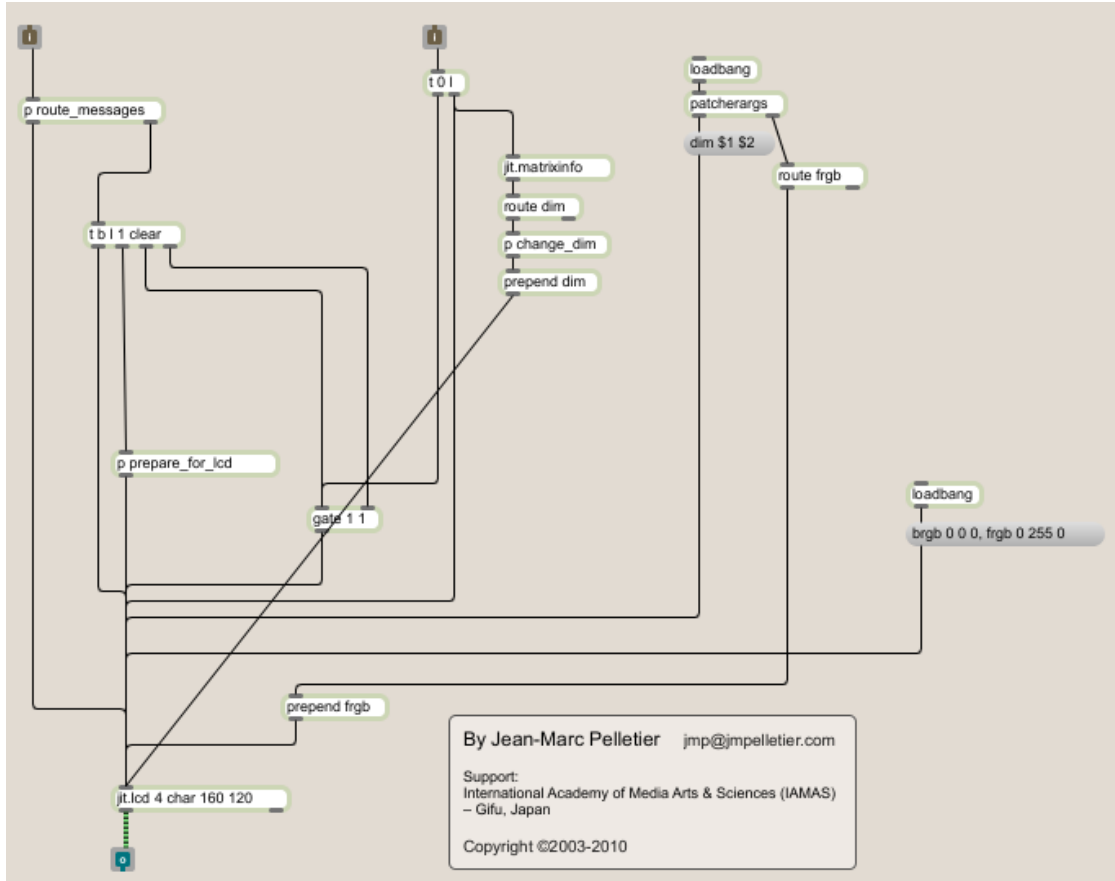 i
i
p route_messages
t 0 l
loadbang
patcherargs
dim $1 $2
jit.matrixinfo
route frgb
route dim
t b l 1 clear
p change_dim
prepend dim
p prepare_for_lcd
gate 1 1
loadbang
brgb 0 0 0, frgb 0 255 0
prepend frgb
By Jean-Marc Pelletier jmp@jmpelletier.com
Support:
International Academy of Media Arts & Sciences (IAMAS)
– Gifu, Japan
Copyright ©2003-2010
jit.lcd 4 char 160 120
o